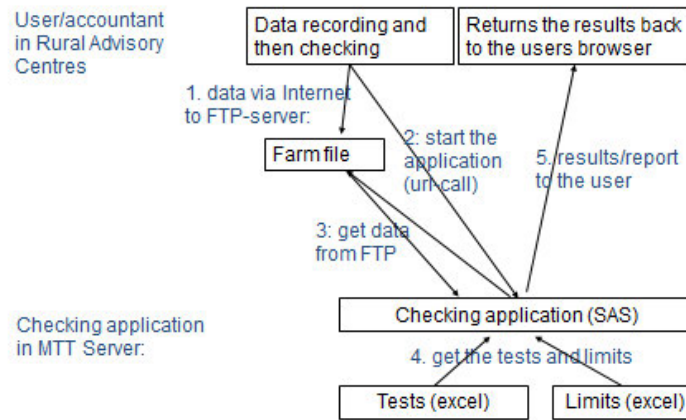 User/accountant
in Rural Advisory
Centres
Data recording and
then checking
Returns the results back
to the users browser
1. data via Internet
to FTP-server:
Farm file
2: start the
application
(url-call)
5. results/report
to the user
3: get data
from FTP
Checking application
in MTT Server:
Checking application (SAS)
4. get the tests and limits
Tests (excel)
Limits (excel)